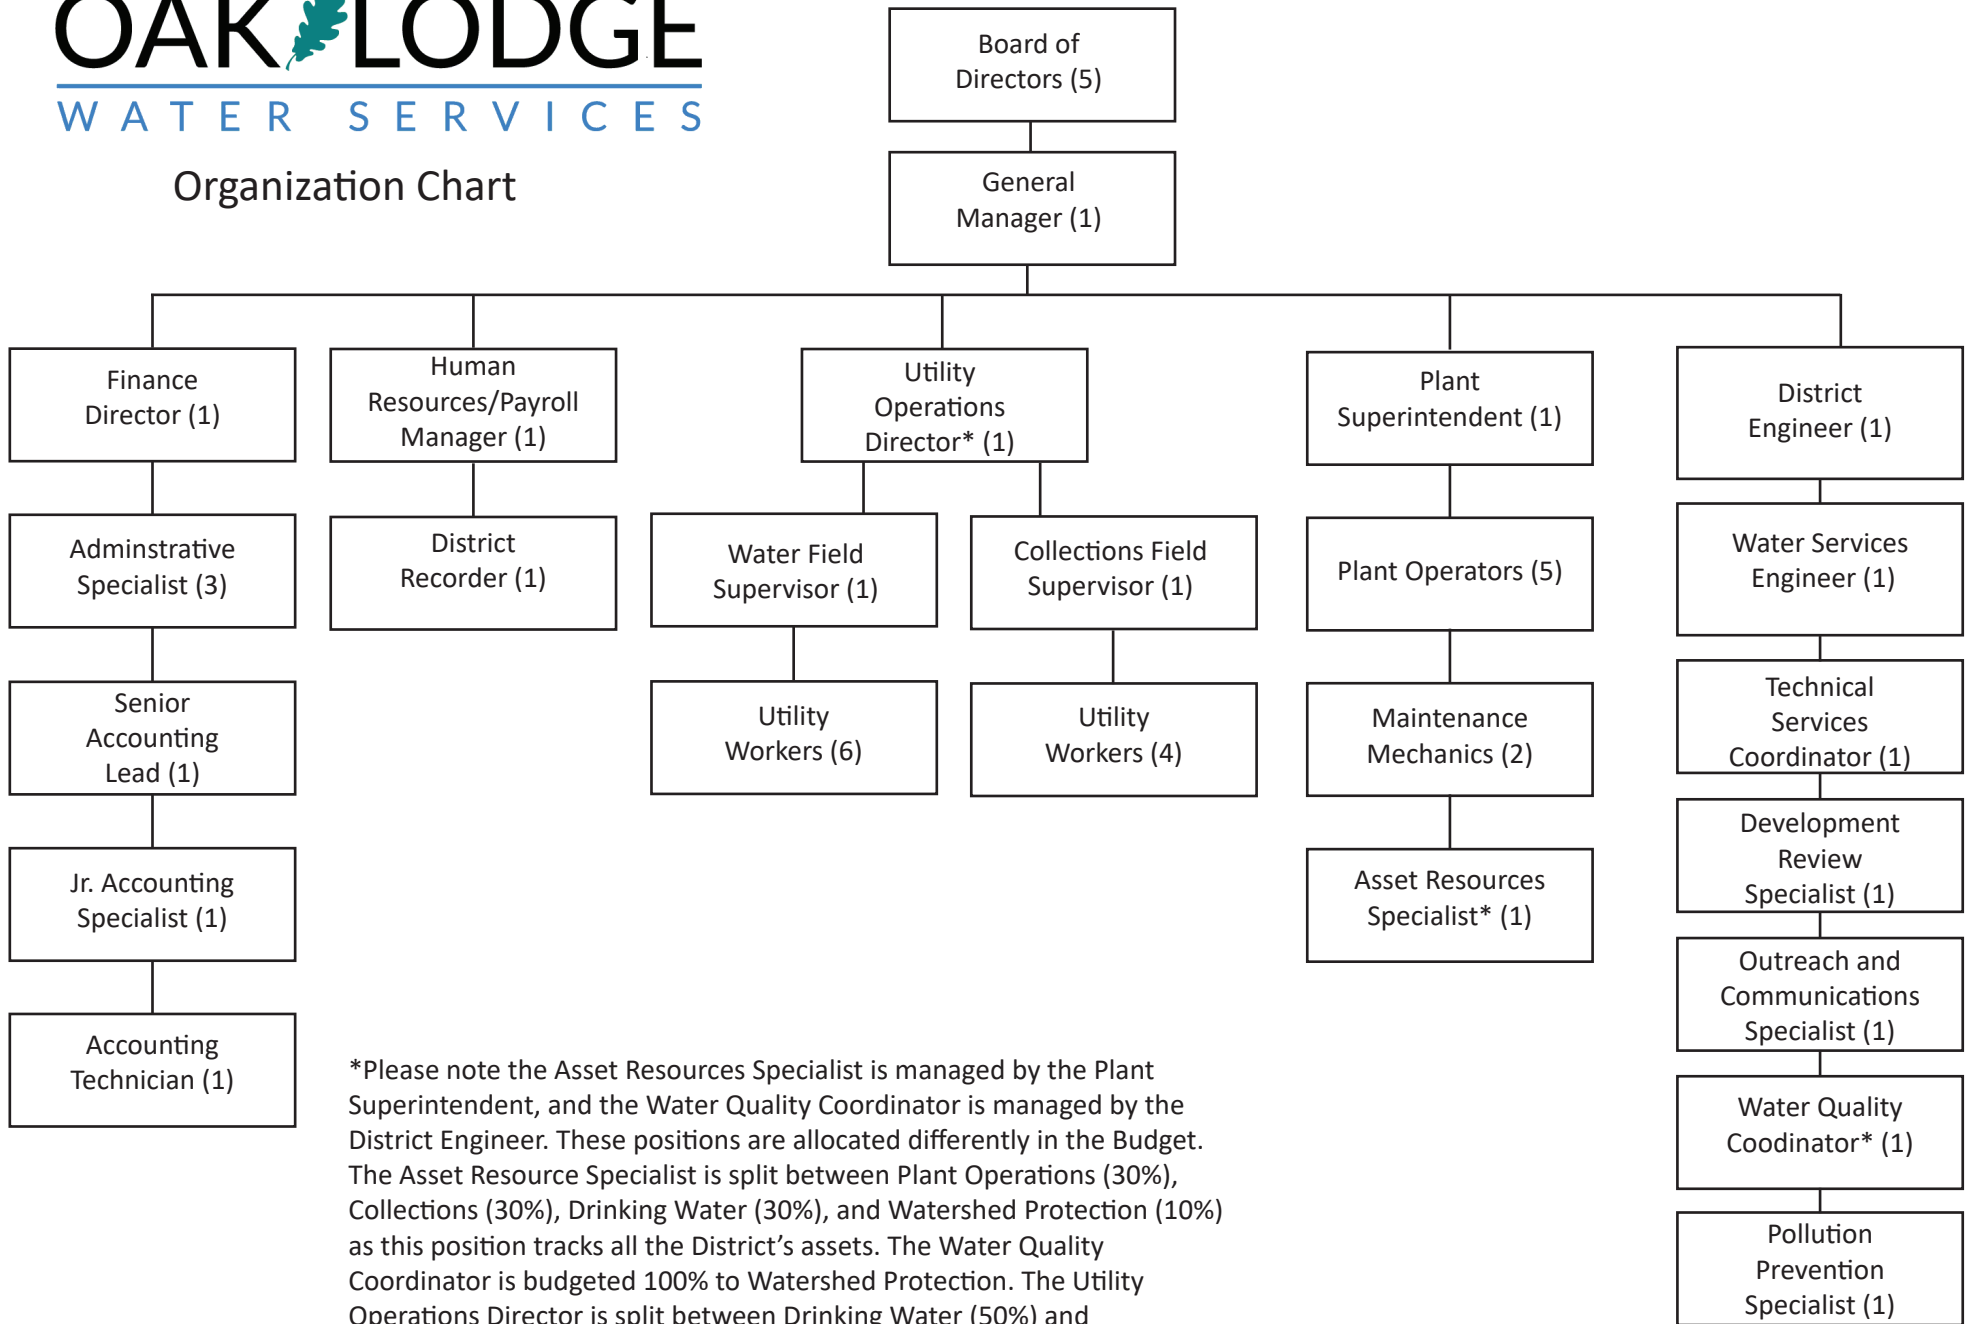 OAK LODGE
WATER SERVICES
Organization Chart
Board of
Directors (5)
General
Manager (1)
Finance
Director (1)
Adminstrative
Specialist (3)
Senior
Accounting
Lead (1)
Jr. Accounting
Specialist (1)
Accounting
Technician (1)
Human
Resources/Payroll
Manager (1)
District
Recorder (1)
Utility
Operations
Director* (1)
Water Field
Supervisor (1)
Utility
Workers (6)
Collections Field
Supervisor (1)
Utility
Workers (4)
Plant
Superintendent (1)
Plant Operators (5)
Maintenance
Mechanics (2)
Asset Resources
Specialist* (1)
District
Engineer (1)
Water Services
Engineer (1)
Technical
Services
Coordinator (1)
Development
Review
Specialist (1)
Outreach and
Communications
Specialist (1)
Water Quality
Coodinator* (1)
Pollution
Prevention
Specialist (1)
*Please note the Asset Resources Specialist is managed by the Plant
Superintendent, and the Water Quality Coordinator is managed by the
District Engineer. These positions are allocated differently in the Budget.
The Asset Resource Specialist is split between Plant Operations (30%),
Collections (30%), Drinking Water (30%), and Watershed Protection (10%)
as this position tracks all the District's assets. The Water Quality
Coordinator is budgeted 100% to Watershed Protection. The Utility
Operations Director is split between Drinking Water (50%) and